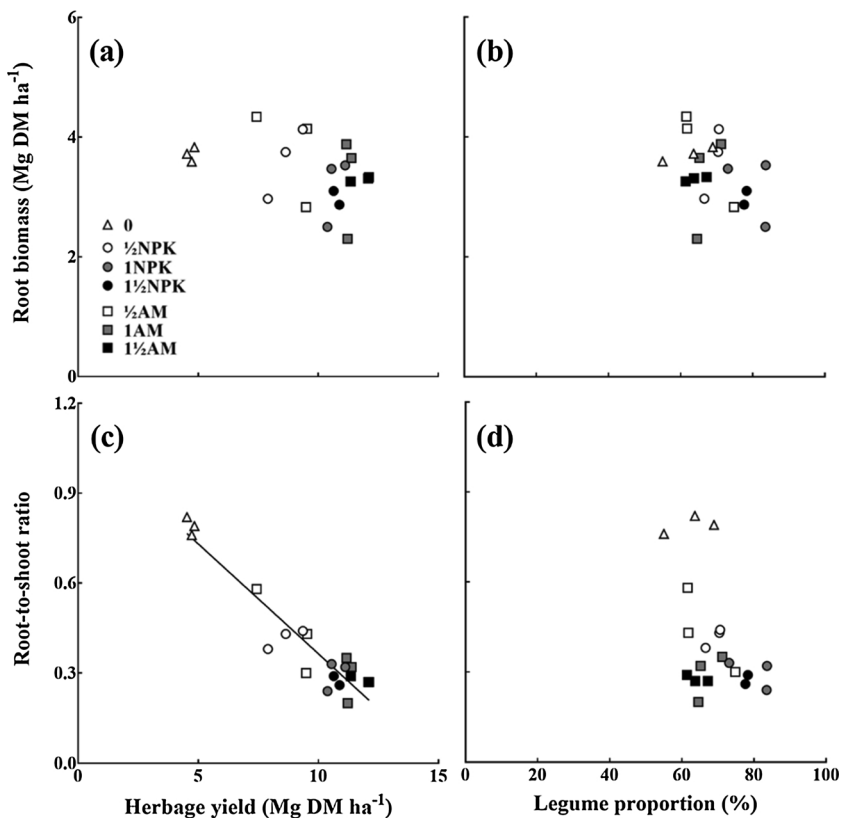 (a)
(b)
6
4
2
0
Root biomass (Mg DM ha⁻¹)
0
½NPK
1NPK
1½NPK
½AM
1AM
1½AM
(c)
(d)
1.2
0.9
0.6
0.3
0.0
Root-to-shoot ratio
0 5 10 15
0 20 40 60 80 100
Herbage yield (Mg DM ha⁻¹)
Legume proportion (%)